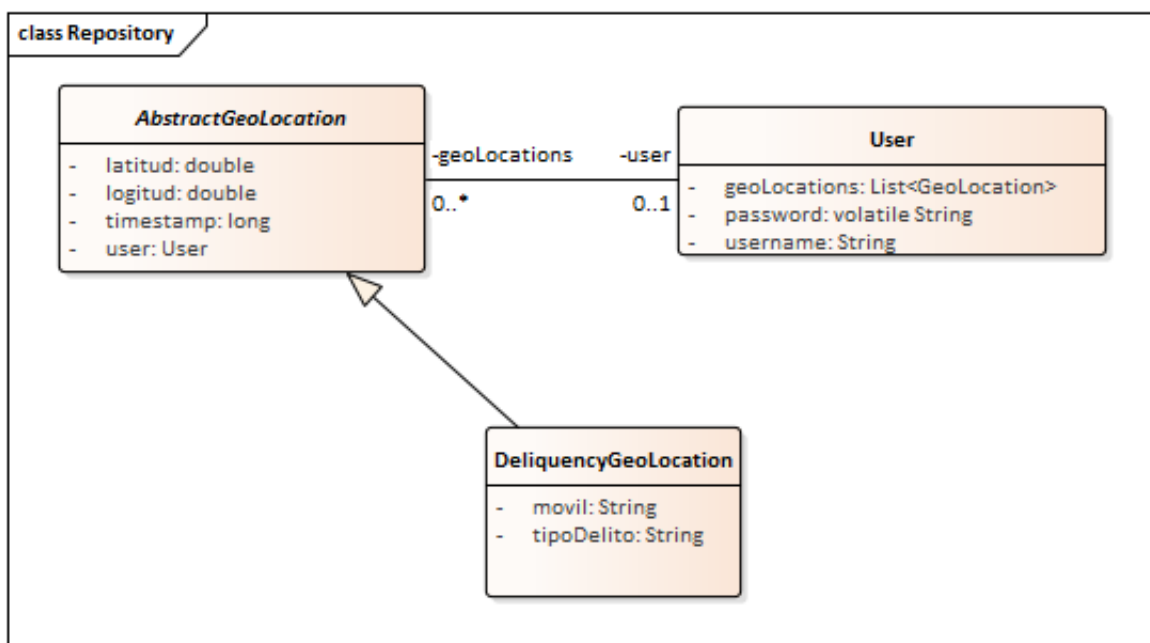 class Repository
AbstractGeoLocation
- latitud: double
- logitud: double
- timestamp: long
- user: User
-geoLocations
0..*
-user
0..1
User
- geoLocations: List<GeoLocation>
- password: volatile String
- username: String
DeliquencyGeoLocation
- movil: String
- tipoDelito: String